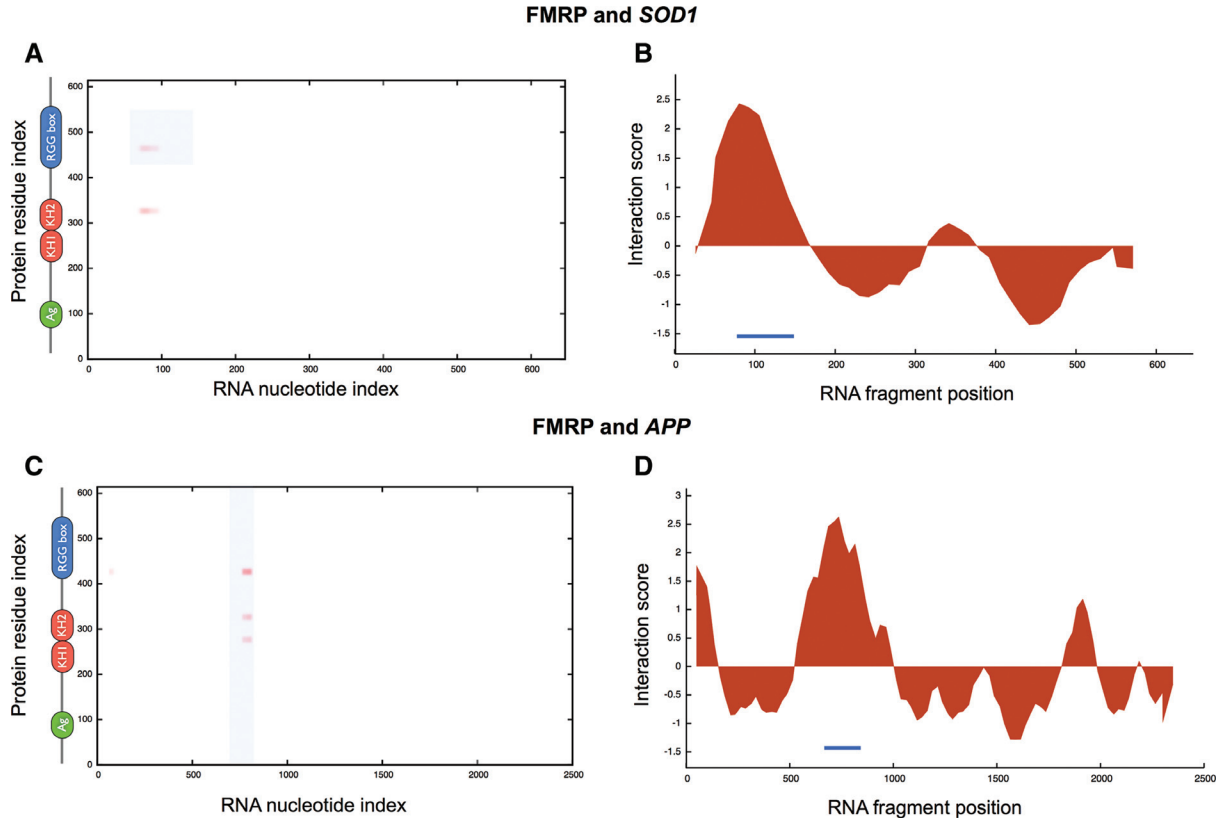 FMRP and SOD1
A
Protein residue index
RGG box
KH2
KH1
Ag
600
500
400
300
200
100
0
0 100 200 300 400 500 600
RNA nucleotide index
B
Interaction score
2.5
2
1.5
1
0.5
0
-0.5
-1
-1.5
0 100 200 300 400 500 600
RNA fragment position
FMRP and APP
C
Protein residue index
RGG box
KH2
KH1
Ag
600
500
400
300
200
100
0
0 500 1000 1500 2000 2500
RNA nucleotide index
D
Interaction score
3
2.5
2
1.5
1
0.5
0
-0.5
-1
-1.5
0 500 1000 1500 2000 2500
RNA fragment position